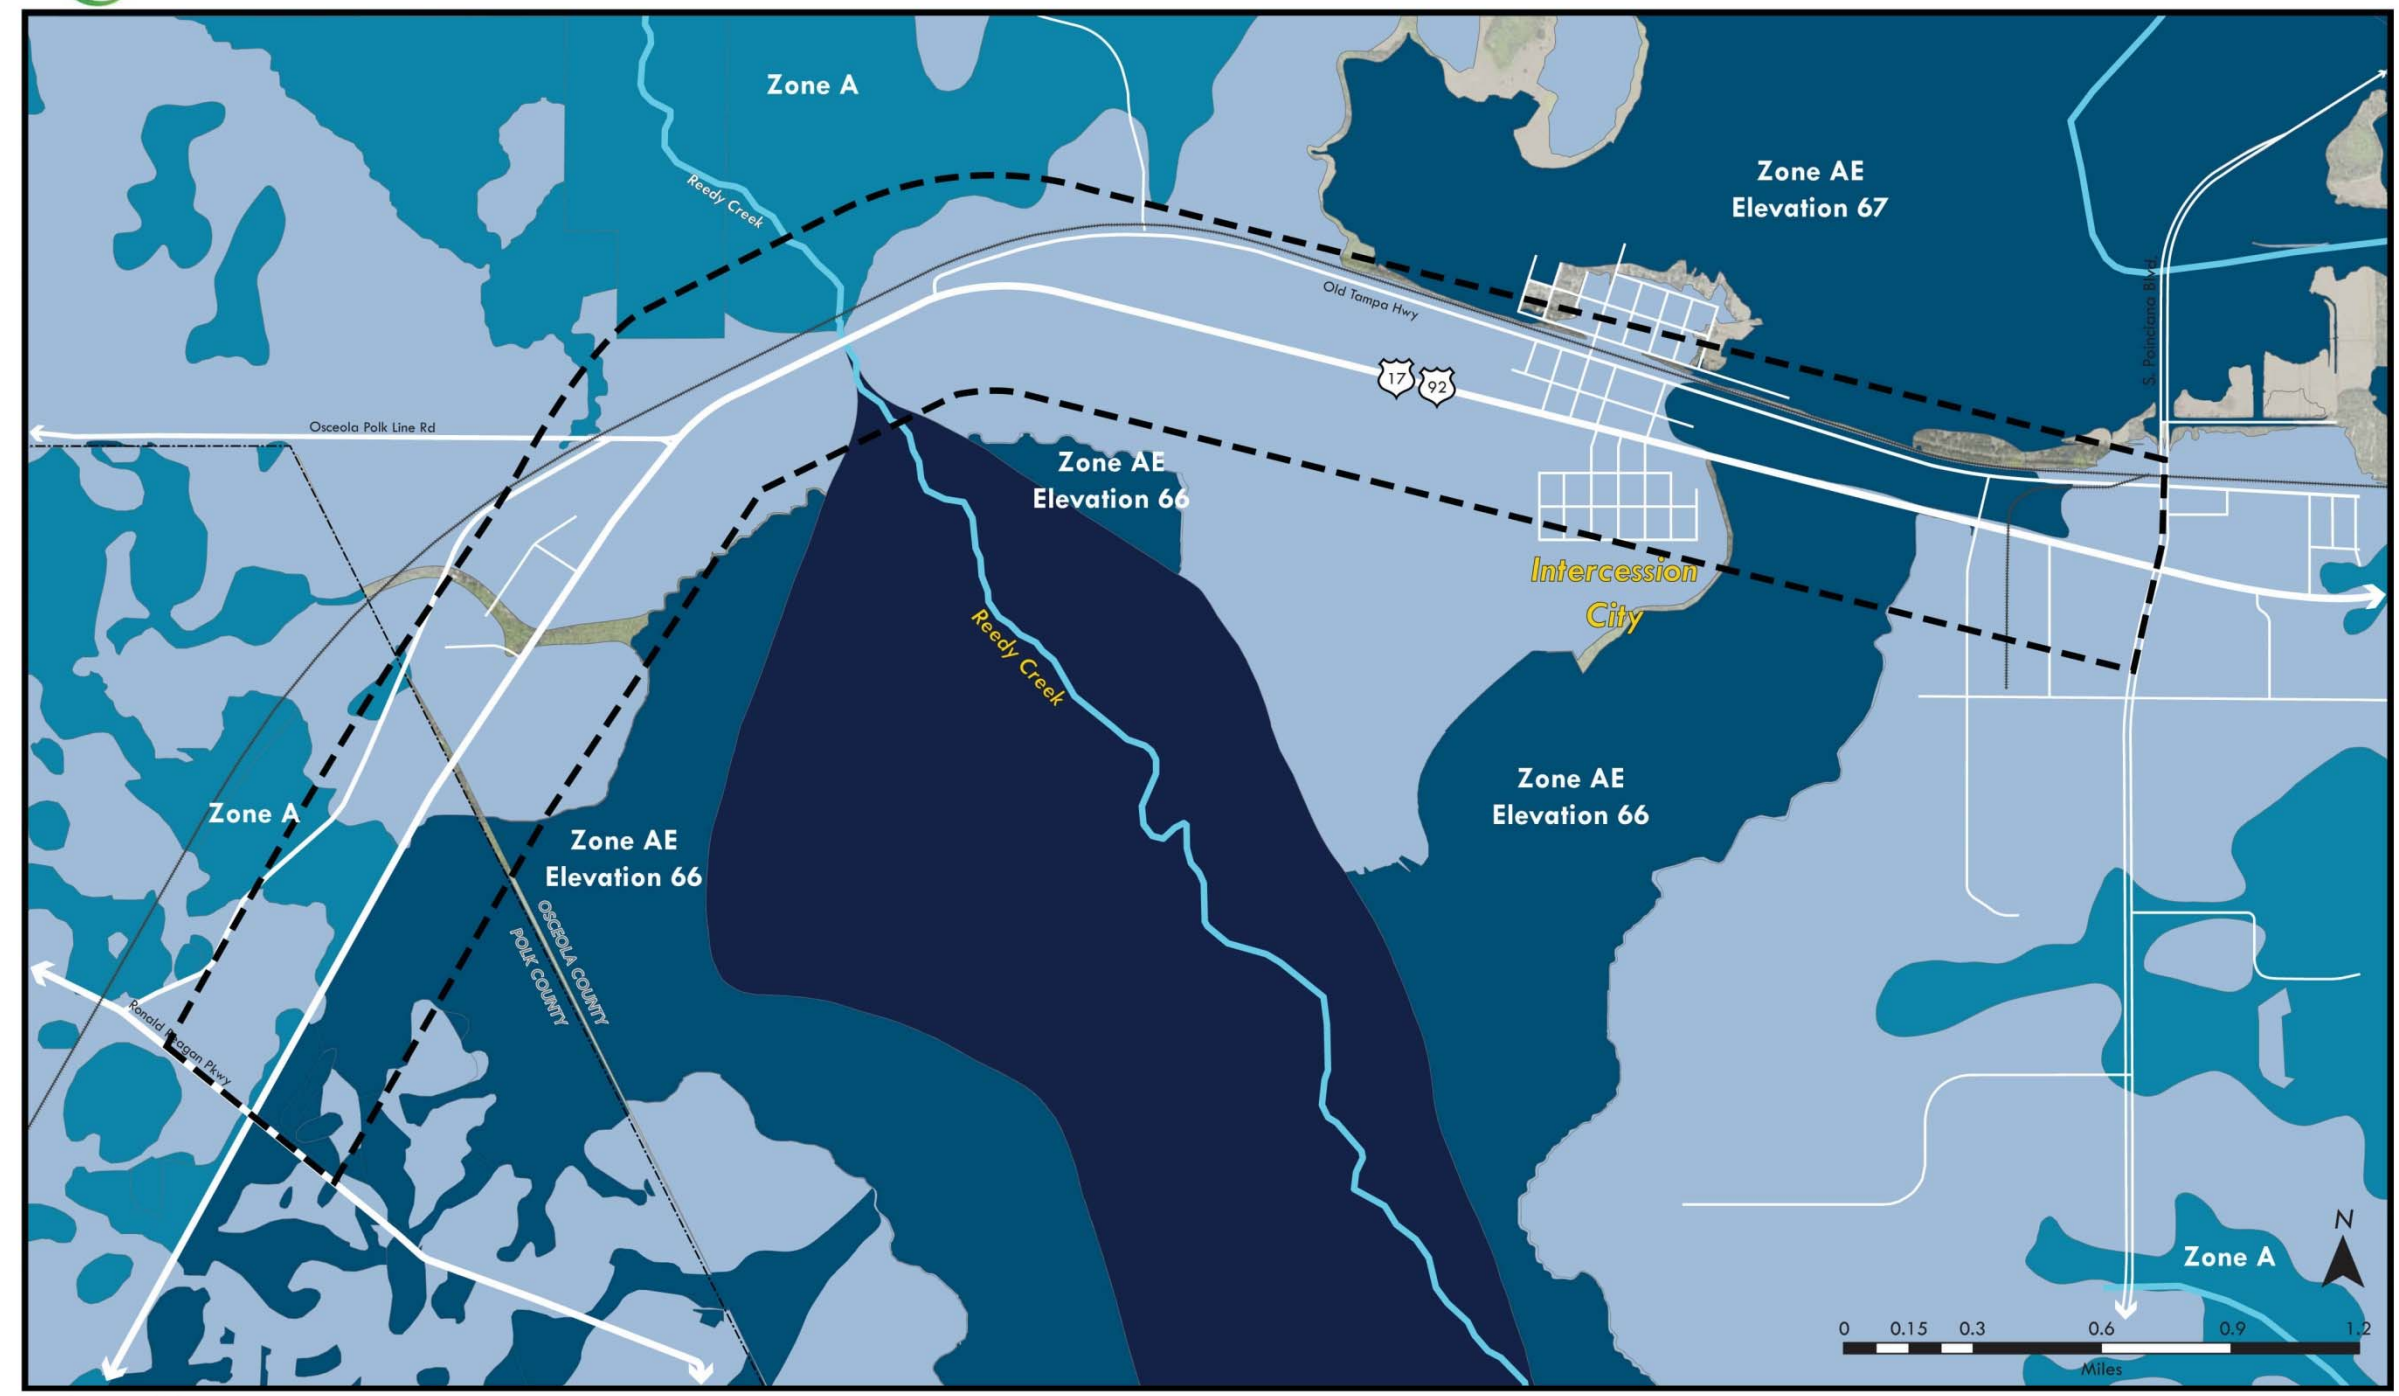 Zone A
Reedy Creek
Zone AE
Elevation 67
S. Poinciana Blvd.
Old Tampa Hwy
17
92
Osceola Polk Line Rd
Zone AE
Elevation 66
Intercession
City
Reedy Creek
Zone A
Zone AE
Elevation 66
Zone AE
Elevation 66
OSCEOLA COUNTY
POLK COUNTY
Ronald Reagan Pkwy
Zone A
N
0 0.15 0.3 0.6 0.9 1.2
Miles